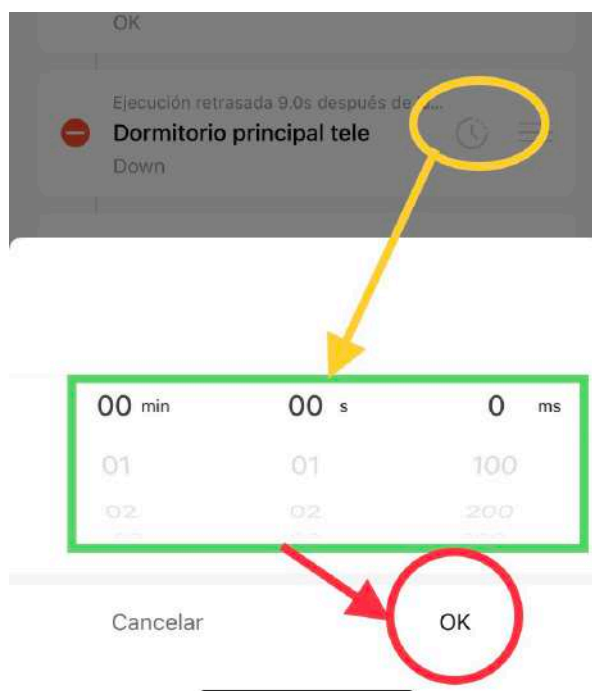 OK
Ejecución retrasada 9.0s después de la...
Dormitorio principal tele
Down
00 min 00 s 0 ms
01 01 100
02 02 200
Cancelar OK